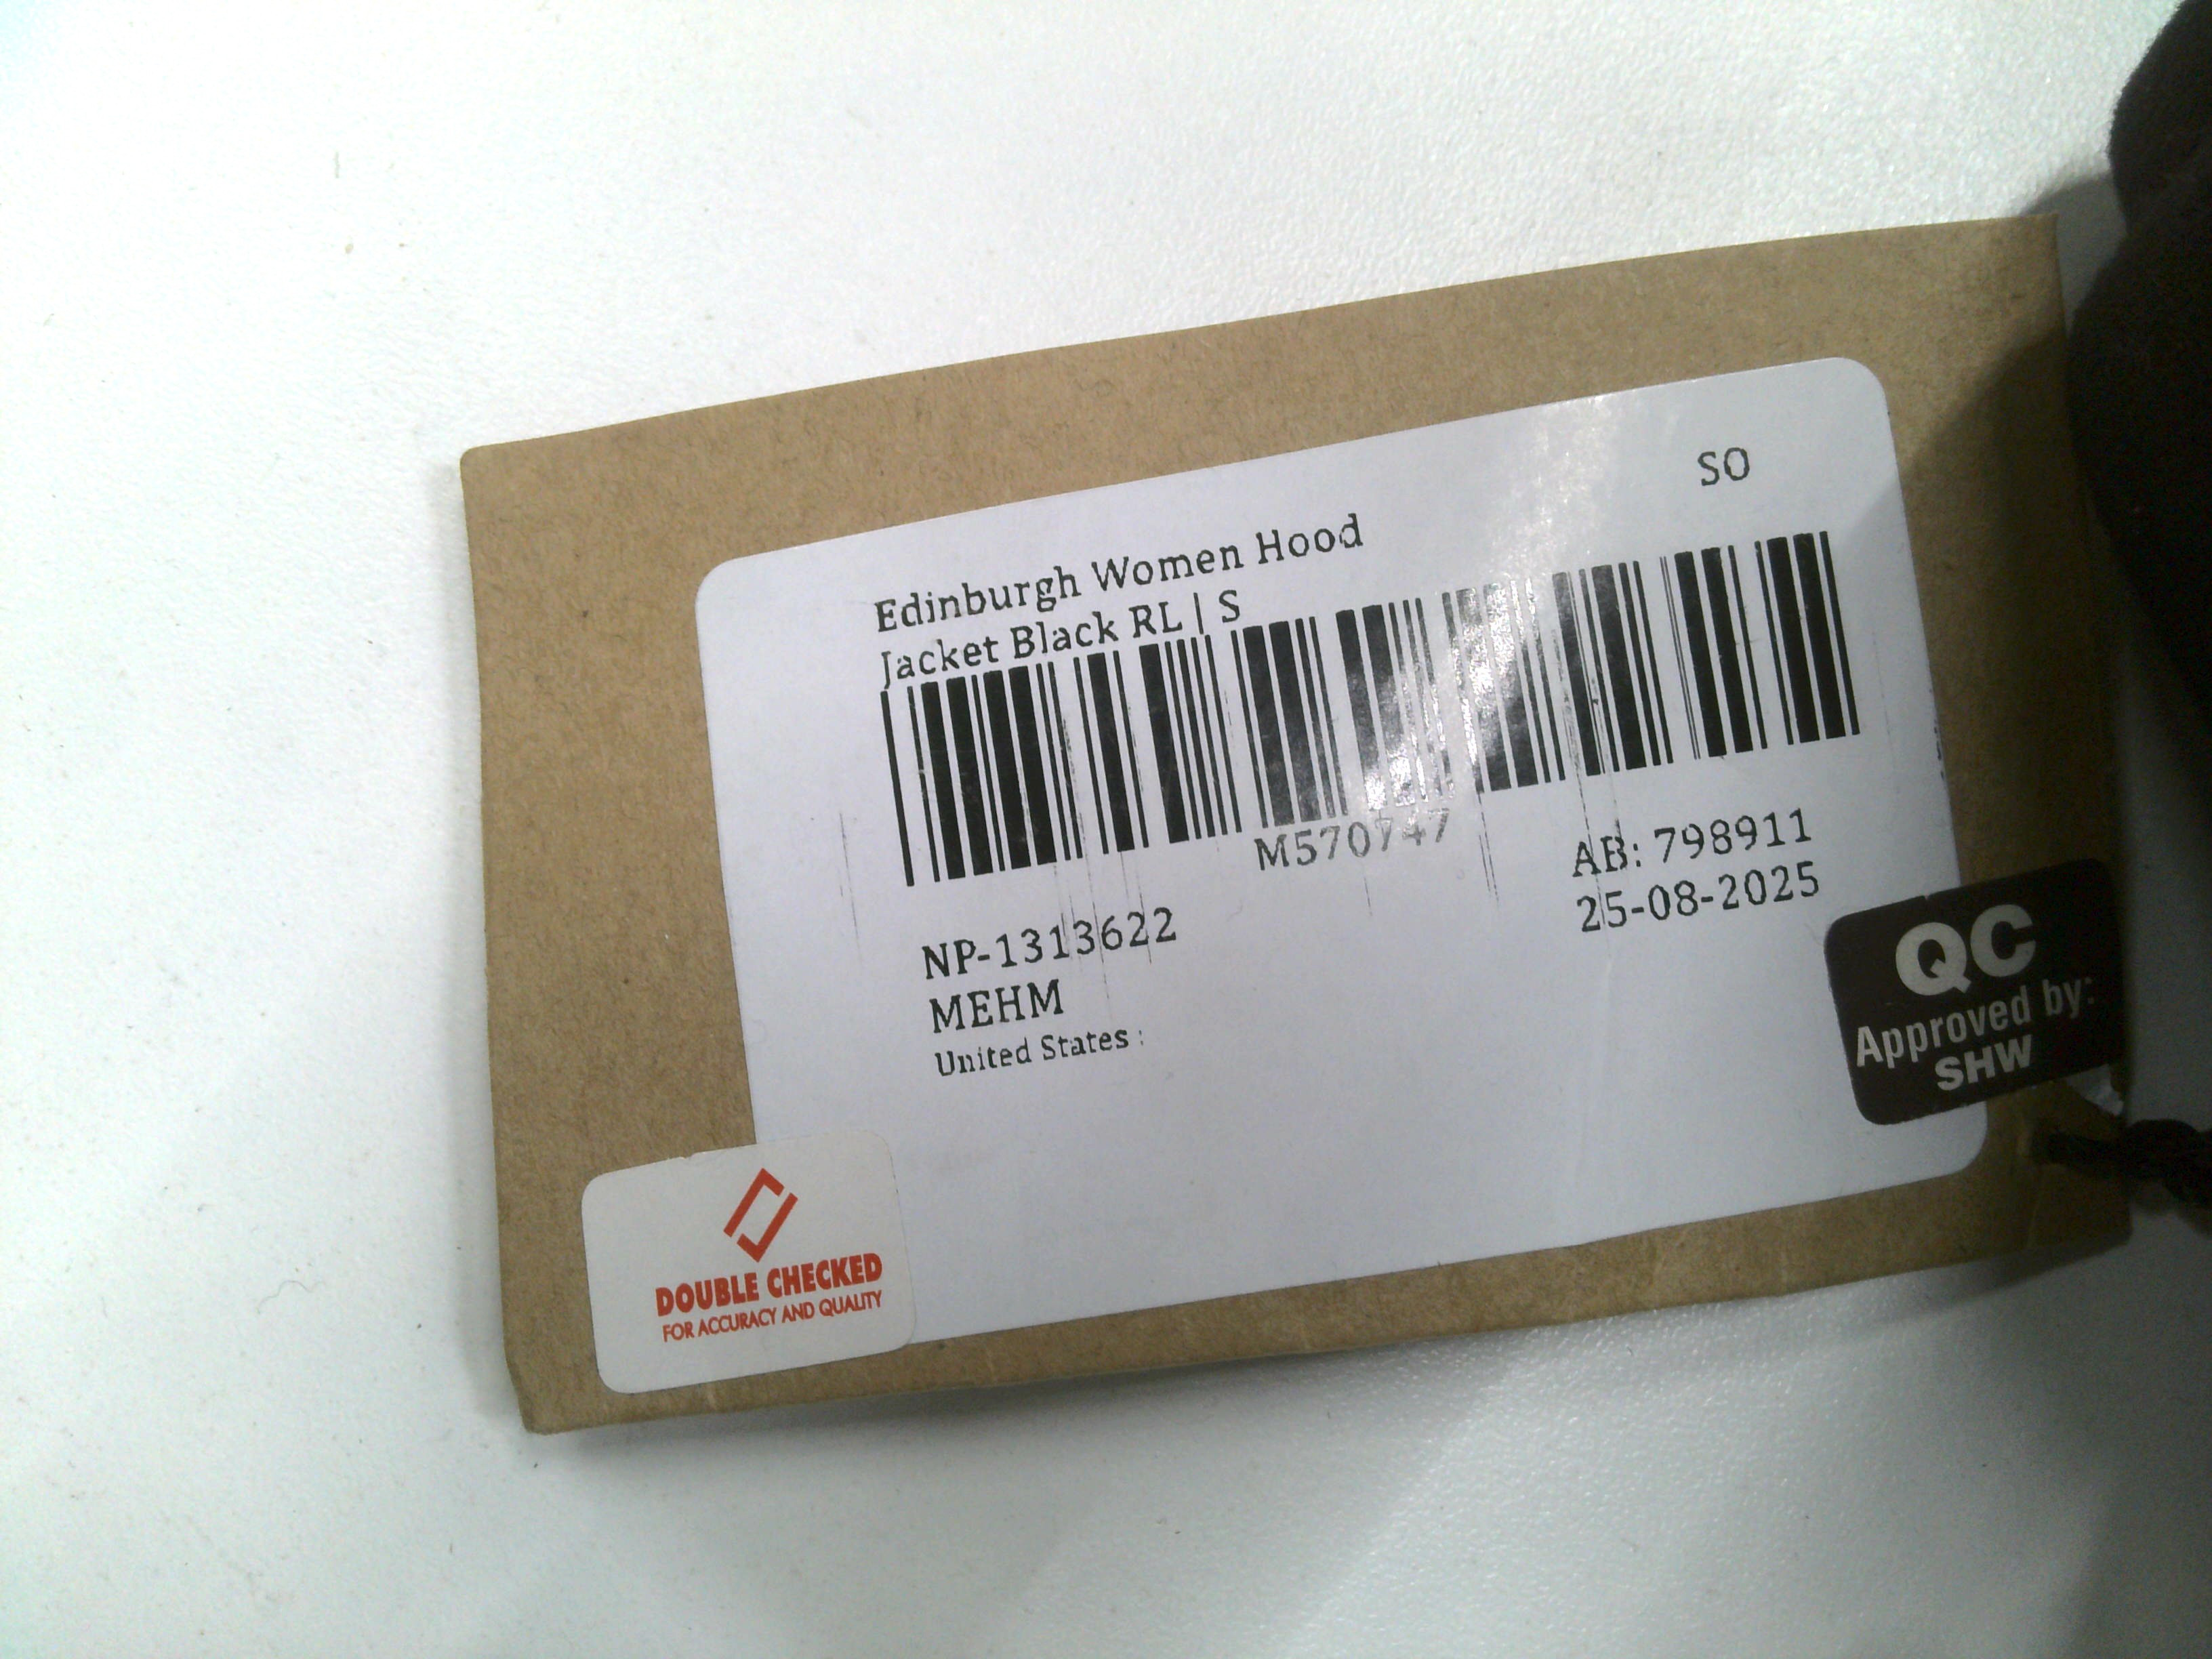 SO
Edinburgh Women Hood
Jacket Black RL | S
M570747
AB: 798911
25-08-2025
NP-1313622
MEHM
United States :
QC
Approved by:
SHW
DOUBLE CHECKED
FOR ACCURACY AND QUALITY